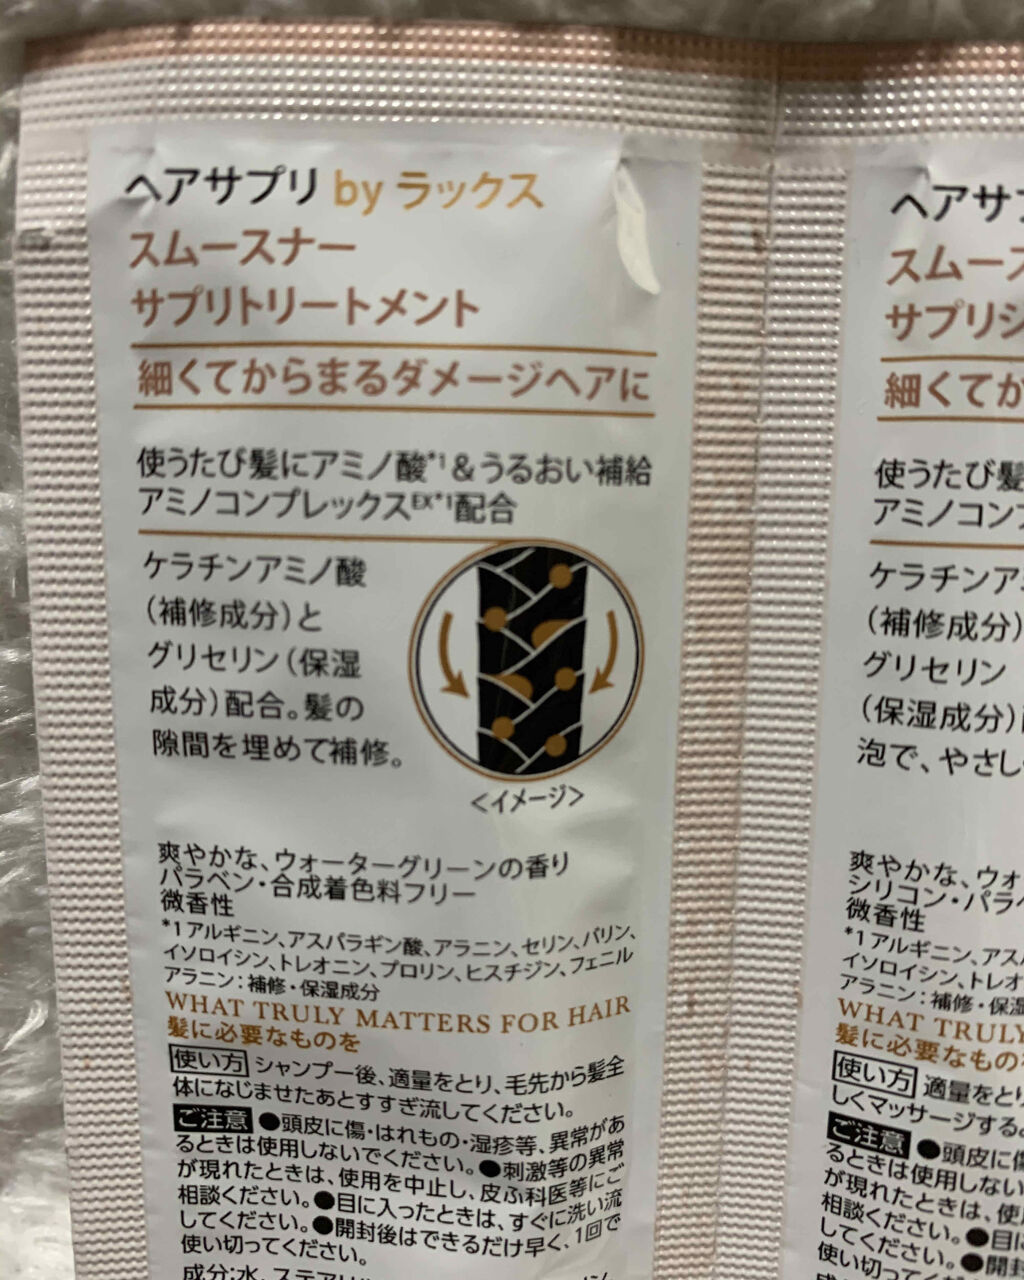 ヘアサプリ by ラックス
スムースナー
サプリトリートメント
細くてからまるダメージヘアに
使うたび髪にアミノ酸*1&うるおい補給
アミノコンプレックスEX*1配合
ケラチンアミノ酸
(補修成分)と
グリセリン(保湿
成分)配合。髪の
隙間を埋めて補修。
<イメージ>
爽やかな、ウォーターグリーンの香り
パラベン・合成着色料フリー
微香性
*1アルギニン、アスパラギン酸、アラニン、セリン、バリン、
イソロイシン、トレオニン、プロリン、ヒスチジン、フェニル
アラニン:補修・保湿成分
WHAT TRULY MATTERS FOR HAIR
髪に必要なものを
使い方 シャンプー後、適量をとり、毛先から髪全
体になじませたあとすすぎ流してください。
ご注意 ●頭皮に傷・はれもの・湿疹等、異常があ
るときは使用しないでください。●刺激等の異常
が現れたときは、使用を中止し、皮ふ科医等にご
相談ください。●目に入ったときは、すぐに洗い流
してください。●開封後はできるだけ早く、1回で
使い切ってください。
成分:水、ステアリ
ヘアサ
スムー
サプリシ
細くてか
使うたび髪
アミノコン
ケラチンア
(補修成分)
グリセリン
(保湿成分)
泡で、やさし
爽やかな、ウォ
シリコン・パラ
微香性
*1アルギニン、アス
イソロイシン、トレオ
アラニン:補修・保湿
WHAT TRULY
髪に必要なもの
使い方 適量をとり
しくマッサージする
ご注意 ●頭皮に傷
るときは使用しない
が現れたときは、使
相談ください。●目に
してください。●開封
使い切ってく